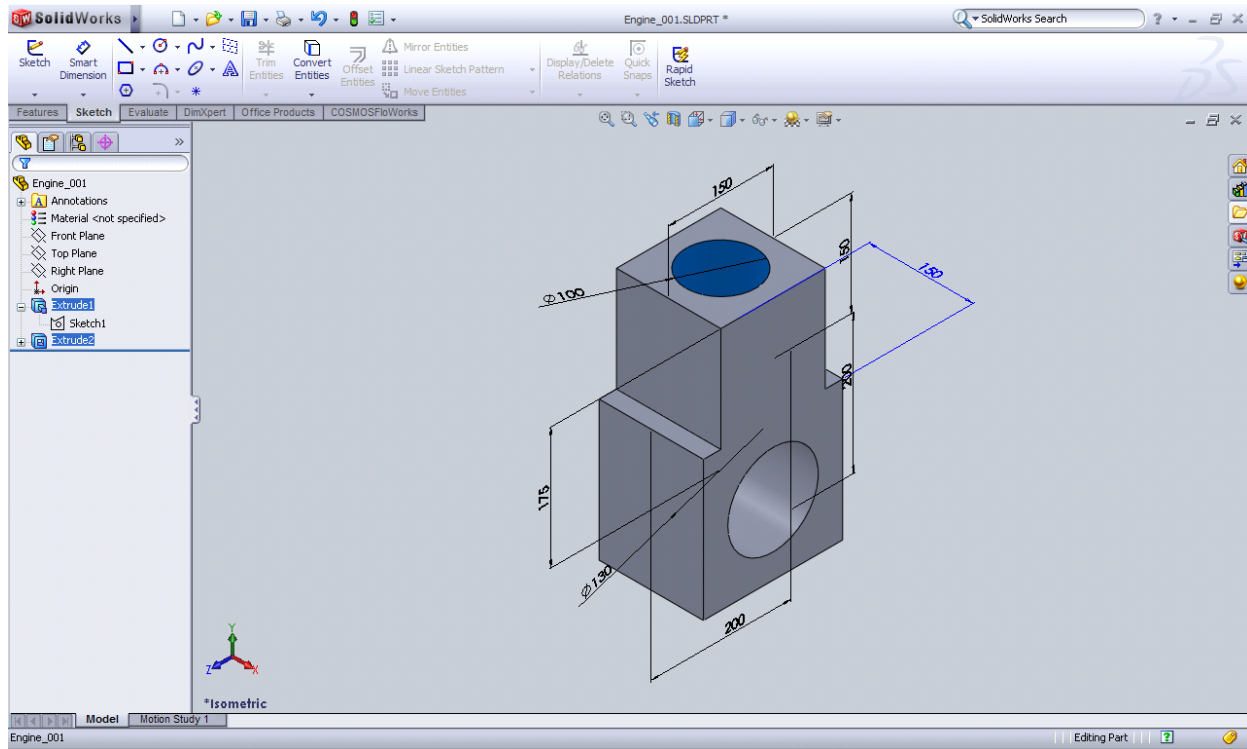 SolidWorks
Engine_001.SLDPRT *
SolidWorks Search
Sketch
Smart Dimension
Trim Entities
Convert Entities
Offset Entities
Mirror Entities
Linear Sketch Pattern
Move Entities
Display/Delete Relations
Quick Snaps
Rapid Sketch
Features
Sketch
Evaluate
DimXpert
Office Products
COSMOSFloWorks
Engine_001
Annotations
Material <not specified>
Front Plane
Top Plane
Right Plane
Origin
Extrude1
Sketch1
Extrude2
150
150
150
Ø100
200
175
Ø130
200
Y
Z
X
*Isometric
Model
Motion Study 1
Engine_001
Editing Part